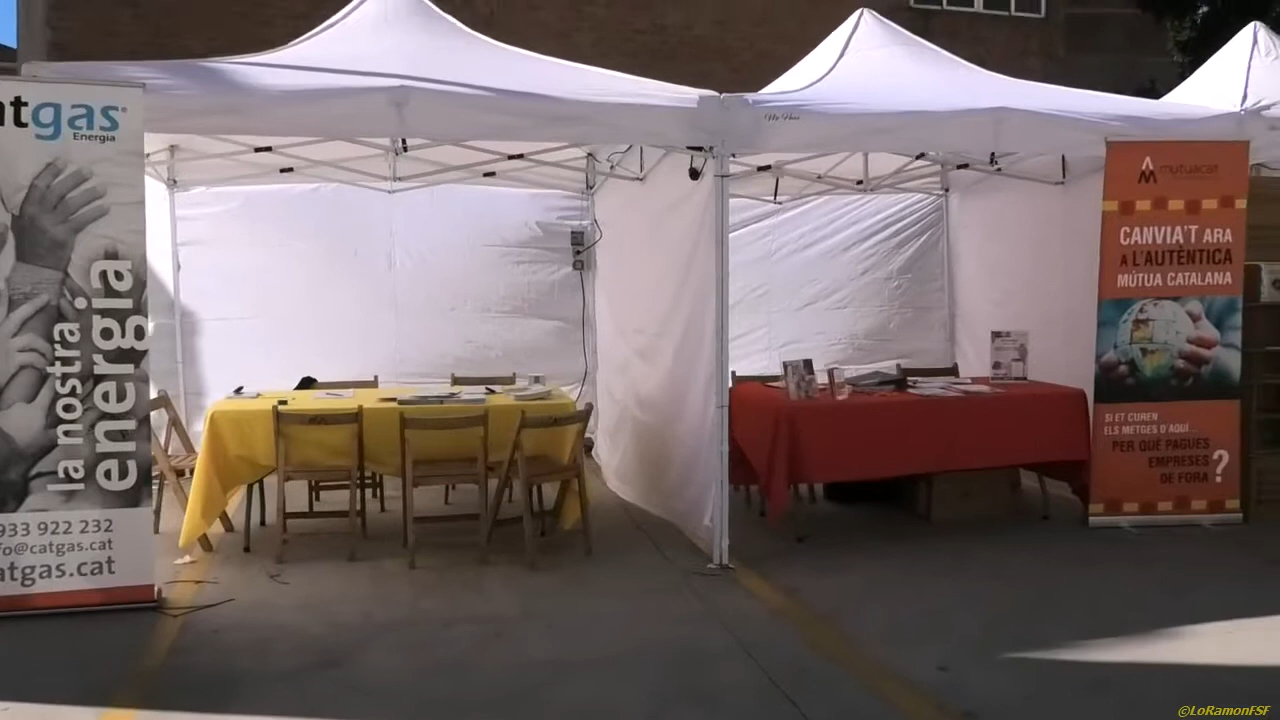 atgas
Energia
la nostra
energia
933 922 232
fo@catgas.cat
atgas.cat
mutuacat
CANVIA'T ARA
A L'AUTÈNTICA
MÚTUA CATALANA
SI ET CUREN
ELS METGES D'AQUÍ...
PER QUÈ PAGUES
EMPRESES
DE FORA?
©LoRamonFSF